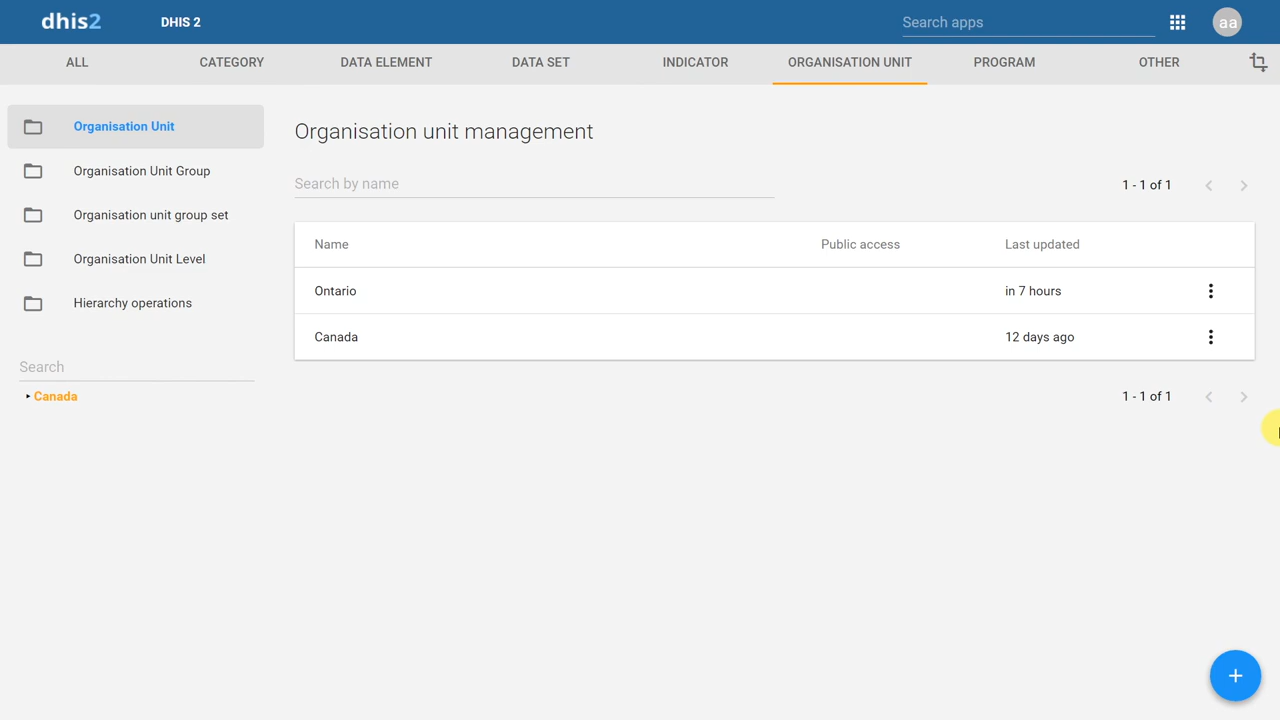 dhis2 DHIS 2 Search apps aa
ALL CATEGORY DATA ELEMENT DATA SET INDICATOR ORGANISATION UNIT PROGRAM OTHER
Organisation Unit
Organisation Unit Group
Organisation unit group set
Organisation Unit Level
Hierarchy operations
Search
Canada
Organisation unit management
Search by name
1 - 1 of 1
Name Public access Last updated
Ontario in 7 hours
Canada 12 days ago
1 - 1 of 1